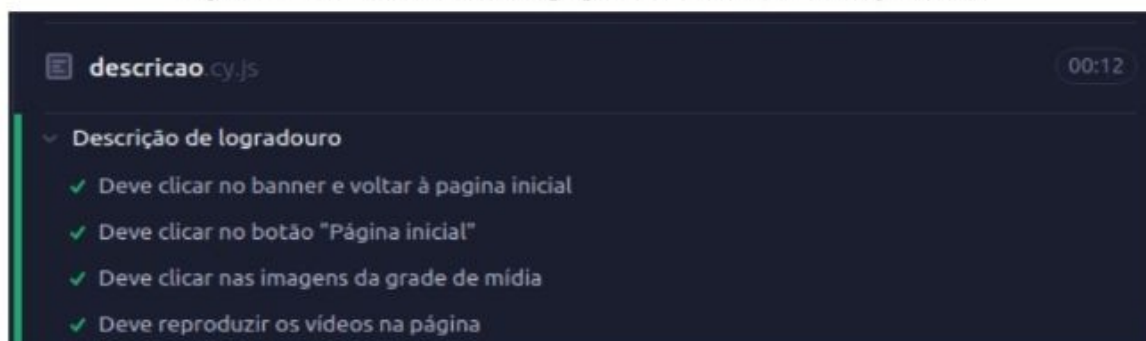 descricao.cy.js 00:12
Descrição de logradouro
Deve clicar no banner e voltar à pagina inicial
Deve clicar no botão "Página inicial"
Deve clicar nas imagens da grade de mídia
Deve reproduzir os vídeos na página